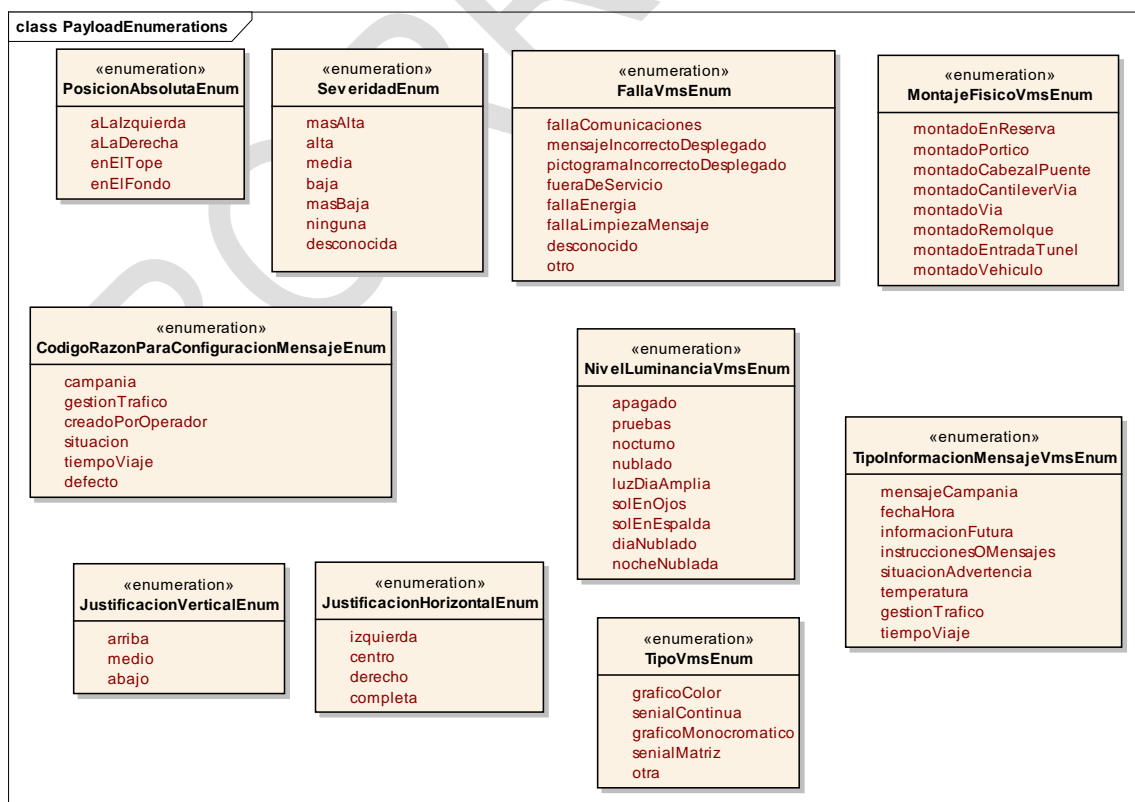 class PayloadEnumerations
«enumeration»
PosicionAbsolutaEnum
aLaIzquierda
aLaDerecha
enElTope
enElFondo
«enumeration»
SeveridadEnum
masAlta
alta
media
baja
masBaja
ninguna
desconocida
«enumeration»
FallaVmsEnum
fallaComunicaciones
mensajeIncorrectoDesplegado
pictogramaIncorrectoDesplegado
fueraDeServicio
fallaEnergia
fallaLimpiezaMensaje
desconocido
otro
«enumeration»
MontajeFisicoVmsEnum
montadoEnReserva
montadoPortico
montadoCabezalPuente
montadoCantileverVia
montadoVia
montadoRemolque
montadoEntradaTunel
montadoVehiculo
«enumeration»
CodigoRazonParaConfiguracionMensajeEnum
campania
gestionTrafico
creadoPorOperador
situacion
tiempoViaje
defecto
«enumeration»
NivelLuminanciaVmsEnum
apagado
pruebas
nocturno
nublado
luzDiaAmplia
solEnOjos
solEnEspalda
diaNublado
nocheNublada
«enumeration»
TipoInformacionMensajeVmsEnum
mensajeCampania
fechaHora
informacionFutura
instruccionesOMensajes
situacionAdvertencia
temperatura
gestionTrafico
tiempoViaje
«enumeration»
JustificacionVerticalEnum
arriba
medio
abajo
«enumeration»
JustificacionHorizontalEnum
izquierda
centro
derecho
completa
«enumeration»
TipoVmsEnum
graficoColor
senialContinua
graficoMonocromatico
senialMatriz
otra